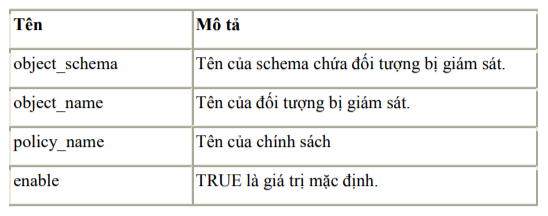 Tên Mô tả
object_schema Tên của schema chứa đối tượng bị giám sát.
object_name Tên của đối tượng bị giám sát.
policy_name Tên của chính sách
enable TRUE là giá trị mặc định.